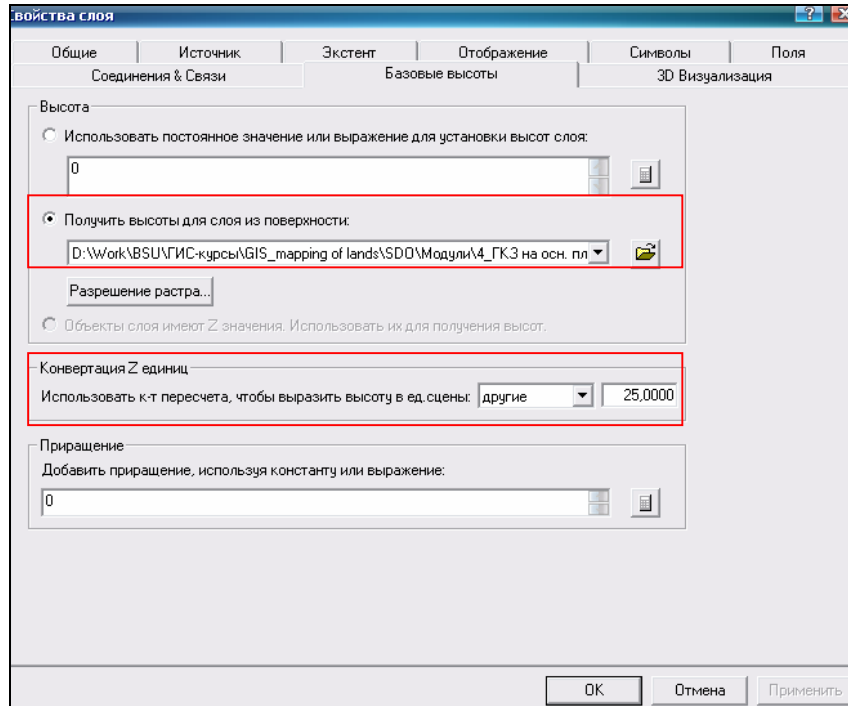 войства слоя
Общие Источник Экстент Отображение Символы Поля
Соединения & Связи Базовые высоты 3D Визуализация
Высота
Использовать постоянное значение или выражение для установки высот слоя:
0
Получить высоты для слоя из поверхности:
D:\Work\BSU\ГИС-курсы\GIS_mapping of lands\SDO\Модули\4_ГКЗ на осн. пл
Разрешение растра...
Объекты слоя имеют Z значения. Использовать их для получения высот.
Конвертация Z единиц
Использовать к-т пересчета, чтобы выразить высоту в ед.сцены: другие 25,0000
Приращение
Добавить приращение, используя константу или выражение:
0
OK Отмена Применить